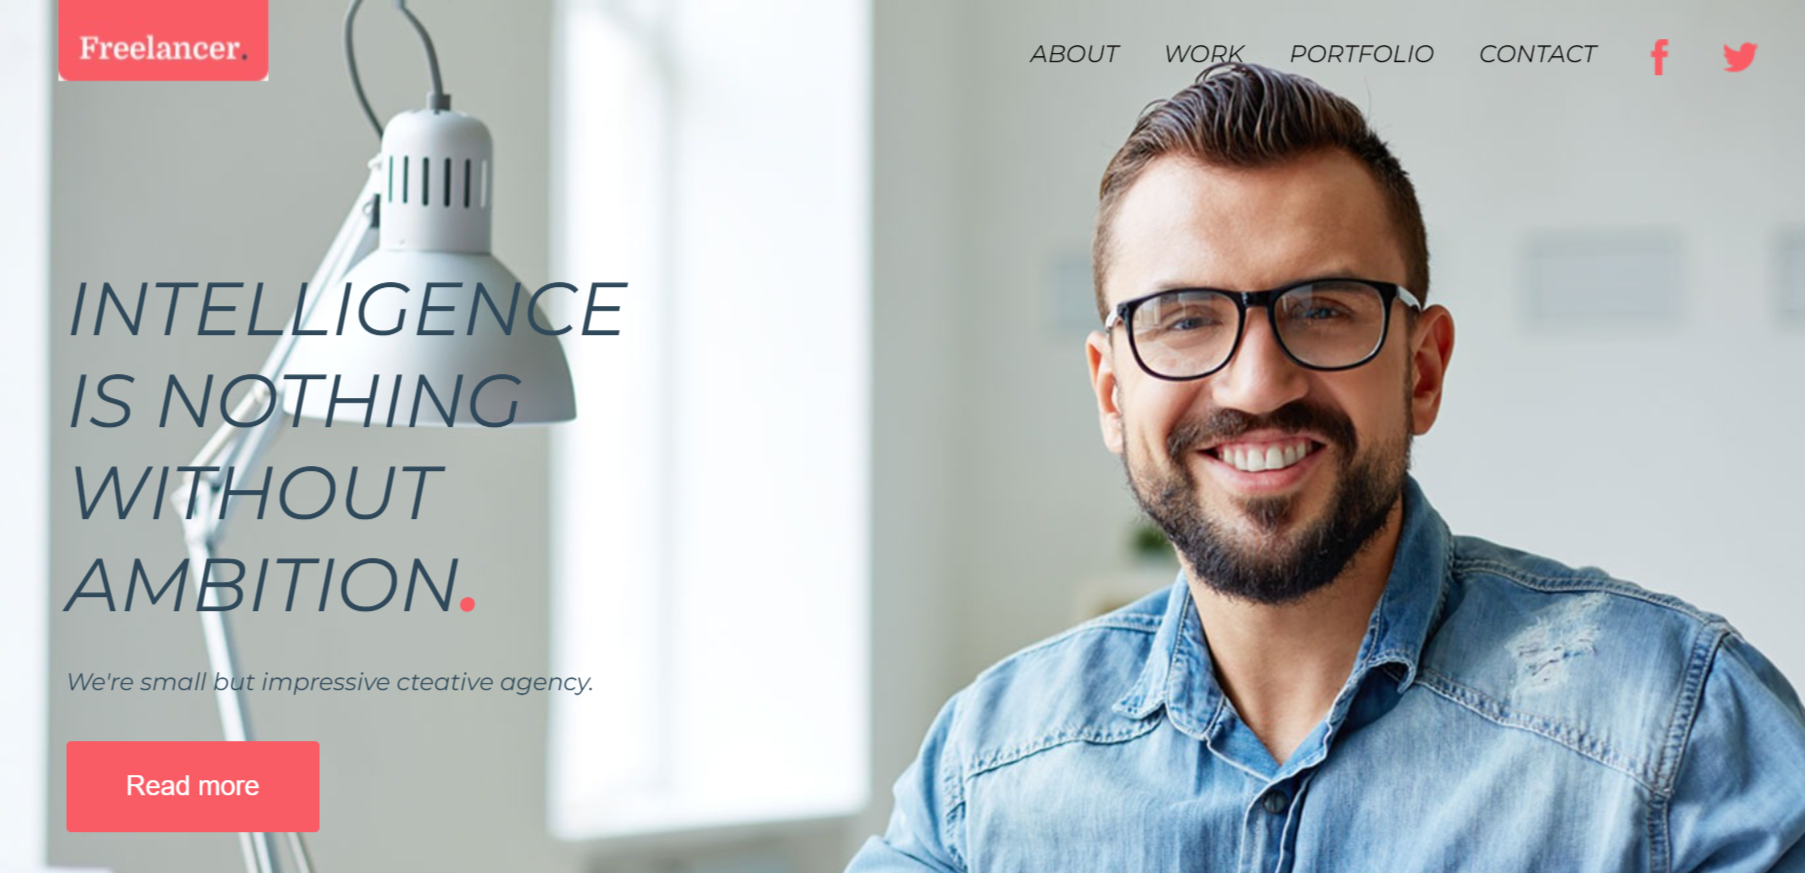 Freelancer.
ABOUT WORK PORTFOLIO CONTACT
INTELLIGENCE
IS NOTHING
WITHOUT
AMBITION.
We're small but impressive cteative agency.
Read more